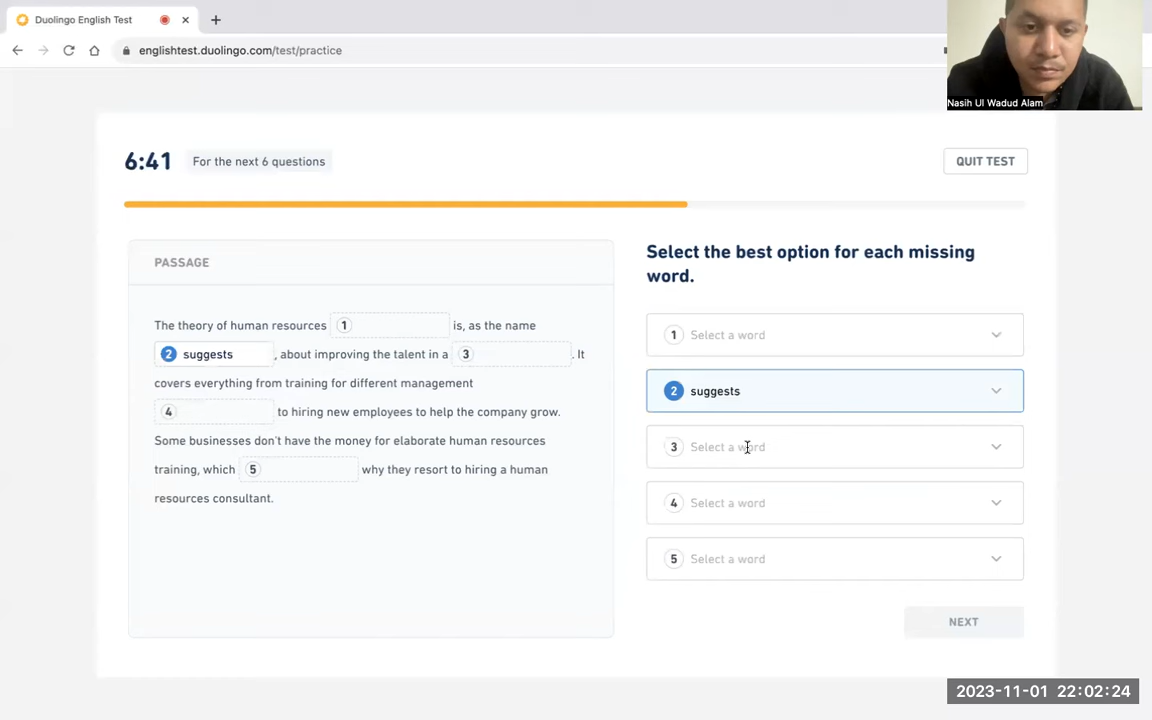 Duolingo English Test
englishtest.duolingo.com/test/practice
Nasih Ul Wadud Alam
6:41
For the next 6 questions
QUIT TEST
PASSAGE
The theory of human resources 1 is, as the name
2 suggests , about improving the talent in a 3 . It
covers everything from training for different management
4 to hiring new employees to help the company grow.
Some businesses don't have the money for elaborate human resources
training, which 5 why they resort to hiring a human
resources consultant.
Select the best option for each missing
word.
1 Select a word
2 suggests
3 Select a word
4 Select a word
5 Select a word
NEXT
2023-11-01 22:02:24